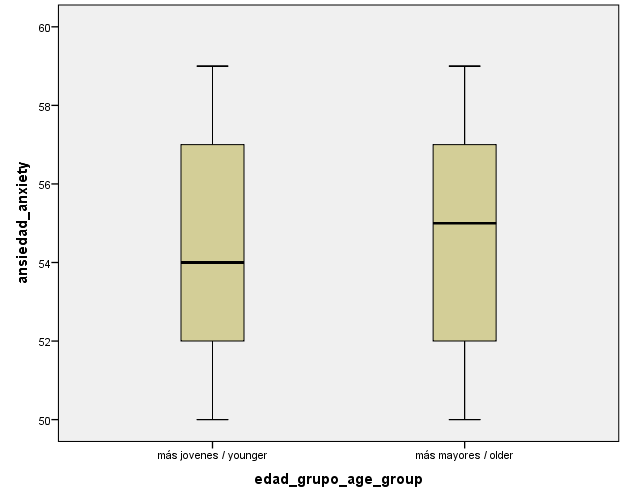 60
58
56
54
52
50
ansiedad_anxiety
más jovenes / younger
más mayores / older
edad_grupo_age_group